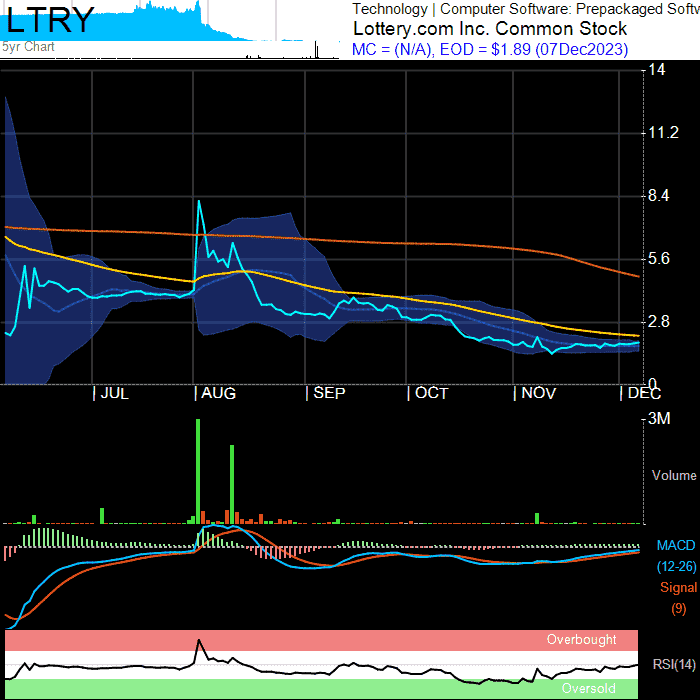 LTRY
5yr Chart
Technology | Computer Software: Prepackaged Softw
Lottery.com Inc. Common Stock
MC = (N/A), EOD = $1.89 (07Dec2023)
14
11.2
8.4
5.6
2.8
0
| JUL | AUG | SEP | OCT | NOV | DEC
3M
Volume
MACD
(12-26)
Signal
(9)
Overbought
RSI(14)
Oversold